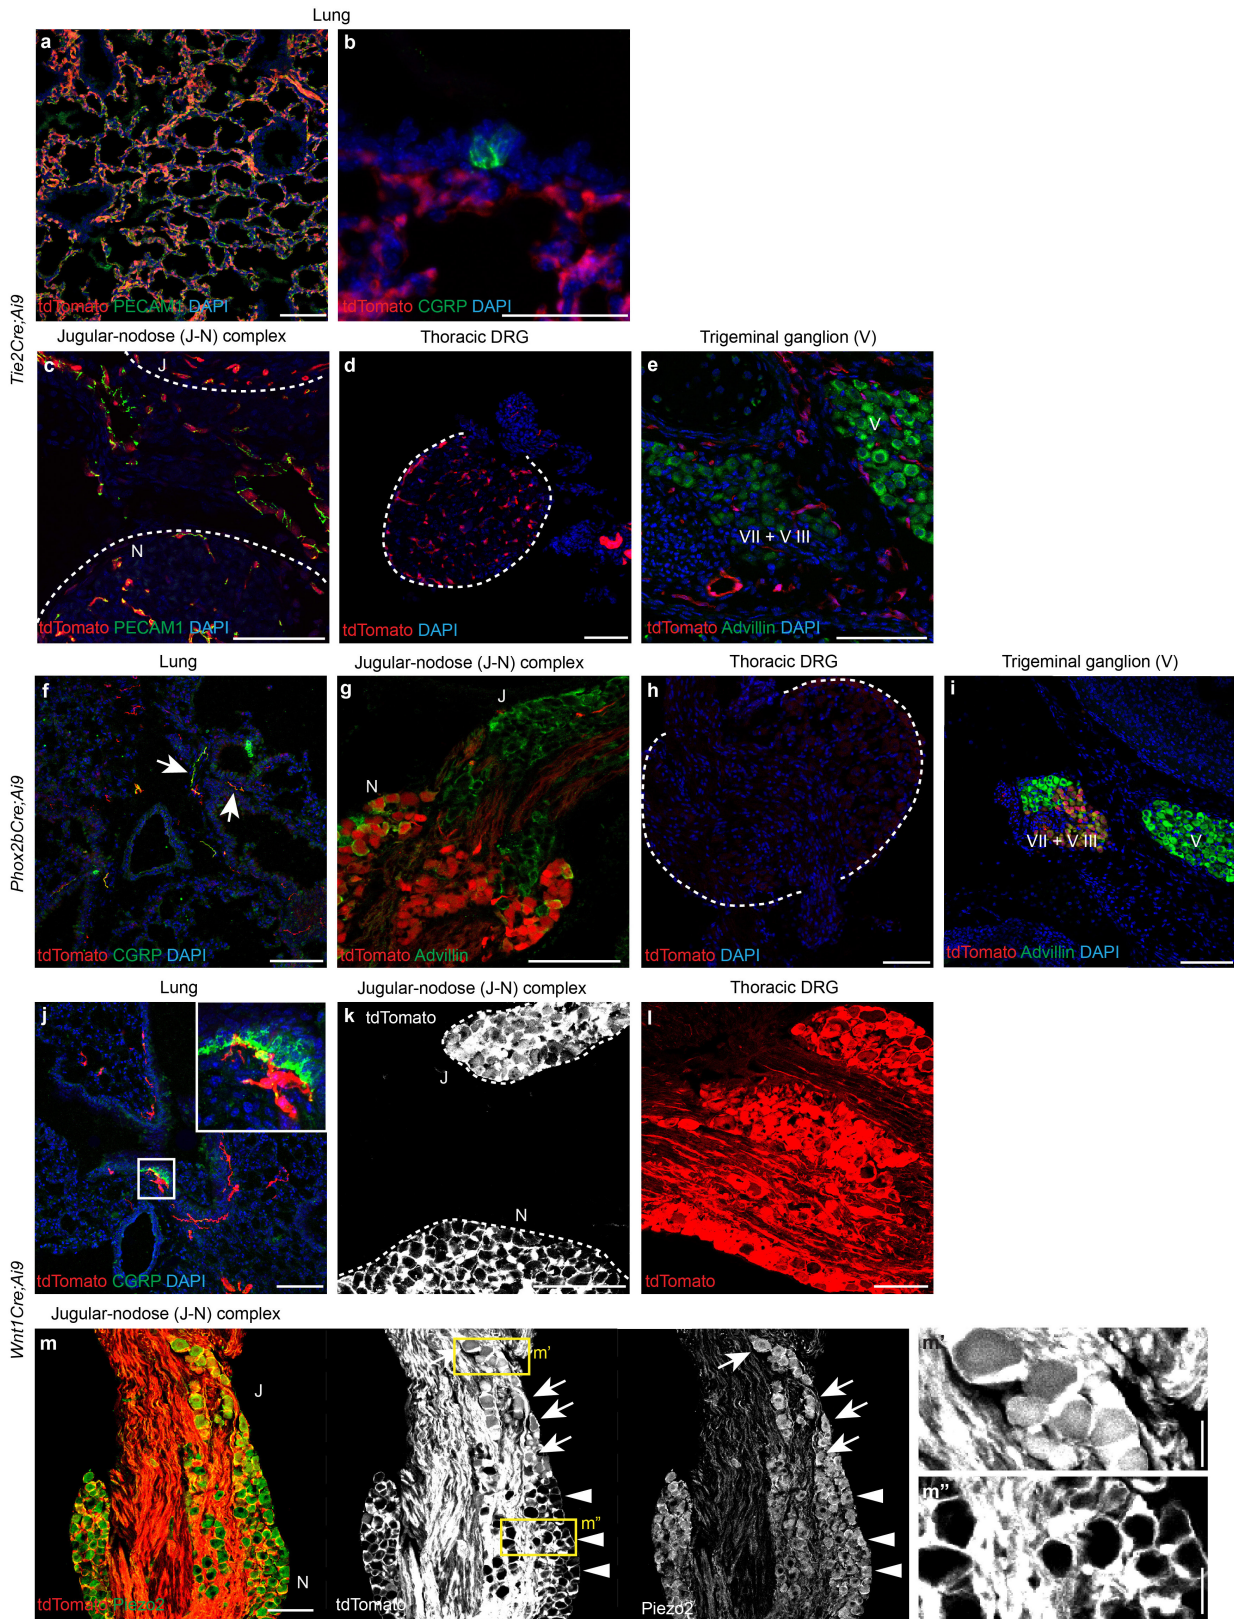 Lung
a
b
tdTomato PECAM1 DAPI
tdTomato CGRP DAPI
Tie2Cre;Ai9
Jugular-nodose (J-N) complex
Thoracic DRG
Trigeminal ganglion (V)
c
J
N
tdTomato PECAM1 DAPI
d
tdTomato DAPI
e
V
VII + V III
tdTomato Advillin DAPI
Lung
Jugular-nodose (J-N) complex
Thoracic DRG
Trigeminal ganglion (V)
Phox2bCre;Ai9
f
tdTomato CGRP DAPI
g
J
N
tdTomato Advillin
h
tdTomato DAPI
i
VII + V III
V
tdTomato Advillin DAPI
Lung
Jugular-nodose (J-N) complex
Thoracic DRG
Wnt1Cre;Ai9
j
tdTomato CGRP DAPI
k tdTomato
J
N
l
tdTomato
Jugular-nodose (J-N) complex
m
J
N
tdTomato Piezo2
m'
m"
tdTomato
Piezo2
m'
m"